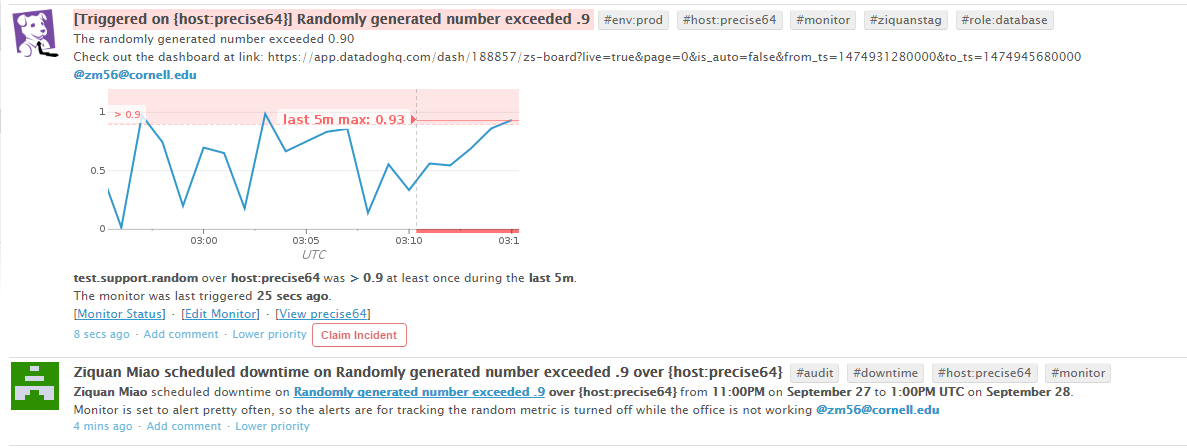 [Triggered on {host:precise64}] Randomly generated number exceeded .9 #env:prod #host:precise64 #monitor #ziquanstag #role:database
The randomly generated number exceeded 0.90
Check out the dashboard at link: https://app.datadoghq.com/dash/188857/zs-board?live=true&page=0&is_auto=false&from_ts=1474931280000&to_ts=1474945680000
@zm56@cornell.edu
1
> 0.9
last 5m max: 0.93
0.5
0
03:00 03:05 03:10 03:1
UTC
test.support.random over host:precise64 was > 0.9 at least once during the last 5m.
The monitor was last triggered 25 secs ago.
[Monitor Status] · [Edit Monitor] · [View precise64]
8 secs ago · Add comment · Lower priority Claim Incident
Ziquan Miao scheduled downtime on Randomly generated number exceeded .9 over {host:precise64} #audit #downtime #host:precise64 #monitor
Ziquan Miao scheduled downtime on Randomly generated number exceeded .9 over {host:precise64} from 11:00PM on September 27 to 1:00PM UTC on September 28.
Monitor is set to alert pretty often, so the alerts are for tracking the random metric is turned off while the office is not working @zm56@cornell.edu
4 mins ago · Add comment · Lower priority